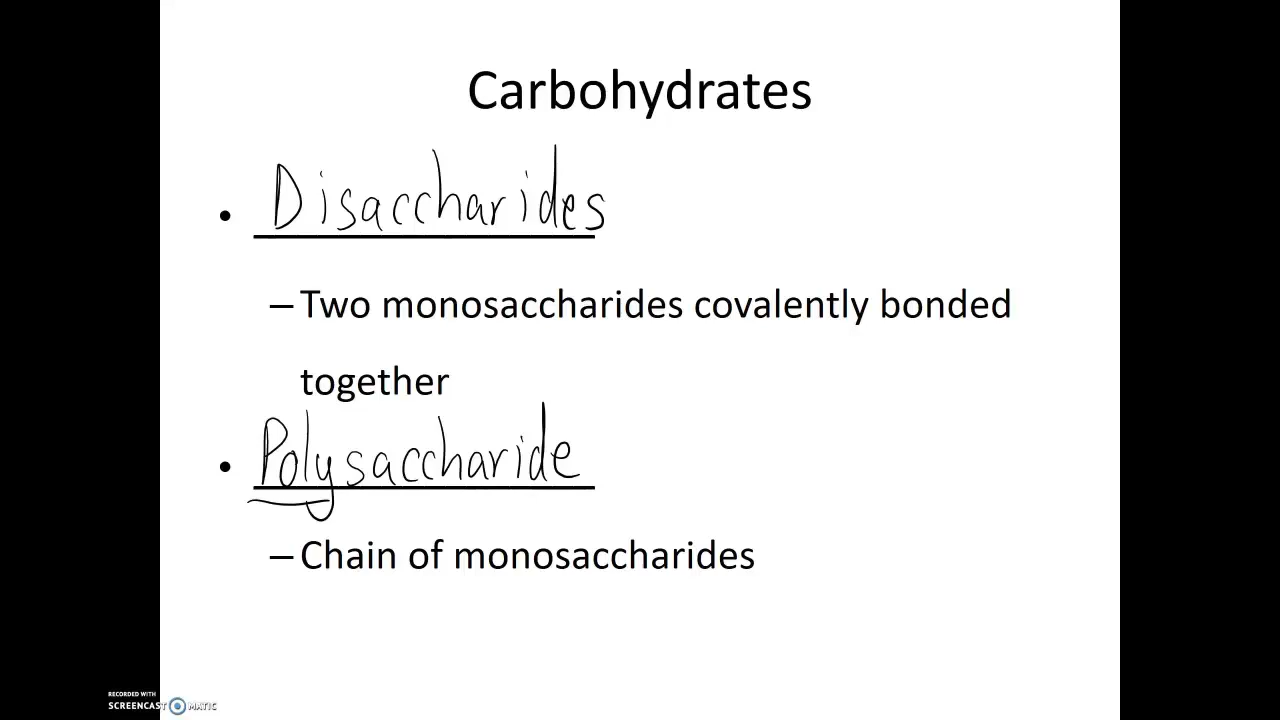 Carbohydrates
• Disaccharides
– Two monosaccharides covalently bonded
together
• Polysaccharide
– Chain of monosaccharides
RECORDED WITH
SCREENCAST MATIC